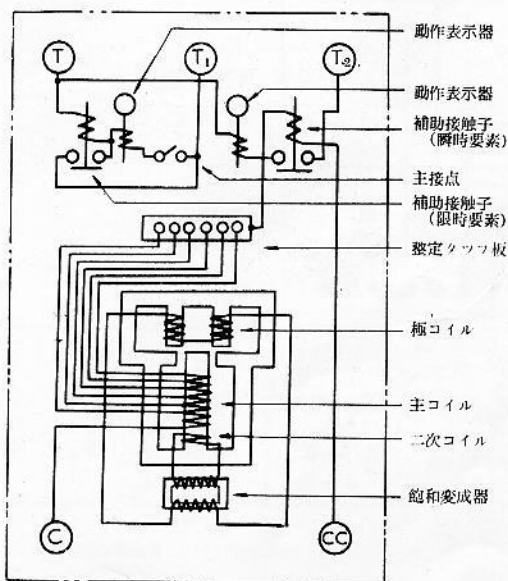 T
T₁
T₂
動作表示器
動作表示器
補助接触子
(瞬時要素)
主接点
補助接触子
(限時要素)
整定タップ板
極コイル
主コイル
二次コイル
飽和変成器
C
CC